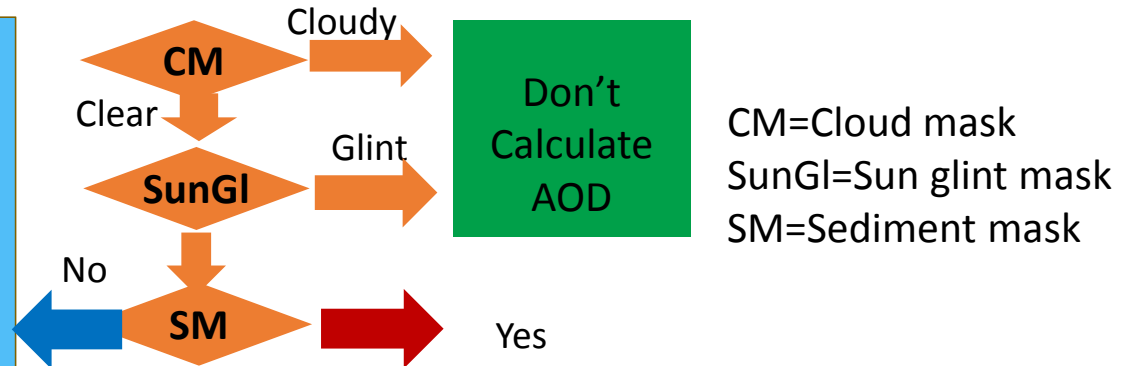 Cloudy
CM
Clear
Don’t
Calculate
AOD
Glint
SunGl
CM=Cloud mask
SunGl=Sun glint mask
SM=Sediment mask
No
SM
Yes